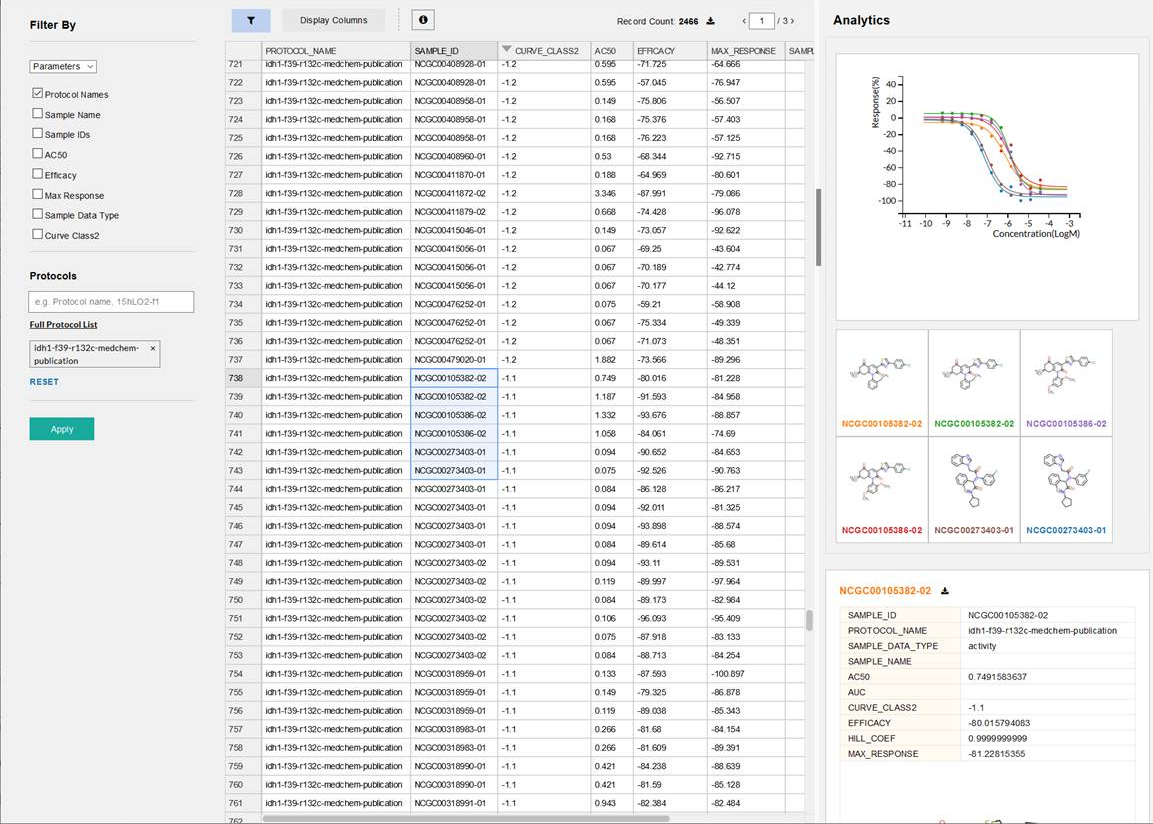 Filter By
Parameters
Protocol Names
Sample Name
Sample IDs
AC50
Efficacy
Max Response
Sample Data Type
Curve Class2
Protocols
e.g. Protocol name, 15hLO2-f1
Full Protocol List
idh1-f39-r132c-medchem-publication ×
RESET
Apply
Display Columns
Record Count: 2466
‹ 1 / 3 ›
PROTOCOL_NAME SAMPLE_ID CURVE_CLASS2 AC50 EFFICACY MAX_RESPONSE SAMPL
721 idh1-f39-r132c-medchem-publication NCGC00408928-01 -1.2 0.595 -71.725 -64.666
722 idh1-f39-r132c-medchem-publication NCGC00408928-01 -1.2 0.595 -57.045 -76.947
723 idh1-f39-r132c-medchem-publication NCGC00408958-01 -1.2 0.149 -75.806 -56.507
724 idh1-f39-r132c-medchem-publication NCGC00408958-01 -1.2 0.168 -75.376 -57.403
725 idh1-f39-r132c-medchem-publication NCGC00408958-01 -1.2 0.168 -76.223 -57.125
726 idh1-f39-r132c-medchem-publication NCGC00408960-01 -1.2 0.53 -68.344 -92.715
727 idh1-f39-r132c-medchem-publication NCGC00411870-01 -1.2 0.188 -64.969 -80.601
728 idh1-f39-r132c-medchem-publication NCGC00411872-02 -1.2 3.346 -87.991 -79.086
729 idh1-f39-r132c-medchem-publication NCGC00411879-02 -1.2 0.668 -74.428 -96.078
730 idh1-f39-r132c-medchem-publication NCGC00415046-01 -1.2 0.149 -73.057 -92.622
731 idh1-f39-r132c-medchem-publication NCGC00415056-01 -1.2 0.067 -69.25 -43.604
732 idh1-f39-r132c-medchem-publication NCGC00415056-01 -1.2 0.067 -70.189 -42.774
733 idh1-f39-r132c-medchem-publication NCGC00415056-01 -1.2 0.067 -70.177 -44.12
734 idh1-f39-r132c-medchem-publication NCGC00476252-01 -1.2 0.075 -59.21 -58.908
735 idh1-f39-r132c-medchem-publication NCGC00476252-01 -1.2 0.067 -75.334 -49.339
736 idh1-f39-r132c-medchem-publication NCGC00476252-01 -1.2 0.067 -71.073 -48.351
737 idh1-f39-r132c-medchem-publication NCGC00479020-01 -1.2 1.882 -73.566 -89.296
738 idh1-f39-r132c-medchem-publication NCGC00105382-02 -1.1 0.749 -80.016 -81.228
739 idh1-f39-r132c-medchem-publication NCGC00105382-02 -1.1 1.187 -91.593 -84.958
740 idh1-f39-r132c-medchem-publication NCGC00105386-02 -1.1 1.332 -93.676 -88.857
741 idh1-f39-r132c-medchem-publication NCGC00105386-02 -1.1 1.058 -84.061 -74.69
742 idh1-f39-r132c-medchem-publication NCGC00273403-01 -1.1 0.094 -90.652 -84.653
743 idh1-f39-r132c-medchem-publication NCGC00273403-01 -1.1 0.075 -92.526 -90.763
744 idh1-f39-r132c-medchem-publication NCGC00273403-01 -1.1 0.084 -86.128 -86.217
745 idh1-f39-r132c-medchem-publication NCGC00273403-01 -1.1 0.094 -92.011 -81.325
746 idh1-f39-r132c-medchem-publication NCGC00273403-01 -1.1 0.094 -93.898 -88.574
747 idh1-f39-r132c-medchem-publication NCGC00273403-01 -1.1 0.084 -89.614 -85.68
748 idh1-f39-r132c-medchem-publication NCGC00273403-02 -1.1 0.094 -93.11 -89.531
749 idh1-f39-r132c-medchem-publication NCGC00273403-02 -1.1 0.119 -89.997 -97.964
750 idh1-f39-r132c-medchem-publication NCGC00273403-02 -1.1 0.084 -89.173 -82.984
751 idh1-f39-r132c-medchem-publication NCGC00273403-02 -1.1 0.106 -96.093 -95.409
752 idh1-f39-r132c-medchem-publication NCGC00273403-02 -1.1 0.075 -87.918 -83.133
753 idh1-f39-r132c-medchem-publication NCGC00273403-02 -1.1 0.084 -88.713 -84.254
754 idh1-f39-r132c-medchem-publication NCGC00318959-01 -1.1 0.133 -87.593 -100.897
755 idh1-f39-r132c-medchem-publication NCGC00318959-01 -1.1 0.149 -79.325 -86.878
756 idh1-f39-r132c-medchem-publication NCGC00318959-01 -1.1 0.119 -89.038 -85.343
757 idh1-f39-r132c-medchem-publication NCGC00318983-01 -1.1 0.266 -81.68 -84.154
758 idh1-f39-r132c-medchem-publication NCGC00318983-01 -1.1 0.266 -81.609 -89.391
759 idh1-f39-r132c-medchem-publication NCGC00318990-01 -1.1 0.421 -84.238 -88.639
760 idh1-f39-r132c-medchem-publication NCGC00318990-01 -1.1 0.421 -81.59 -85.128
761 idh1-f39-r132c-medchem-publication NCGC00318991-01 -1.1 0.943 -82.384 -82.484
762
Analytics
Response(%)
40
20
0
-20
-40
-60
-80
-100
-11 -10 -9 -8 -7 -6 -5 -4 -3
Concentration(LogM)
NCGC00105382-02 NCGC00105382-02 NCGC00105386-02
NCGC00105386-02 NCGC00273403-01 NCGC00273403-01
NCGC00105382-02
SAMPLE_ID NCGC00105382-02
PROTOCOL_NAME idh1-f39-r132c-medchem-publication
SAMPLE_DATA_TYPE activity
SAMPLE_NAME
AC50 0.7491583637
AUC
CURVE_CLASS2 -1.1
EFFICACY -80.015794083
HILL_COEF 0.9999999999
MAX_RESPONSE -81.22815355